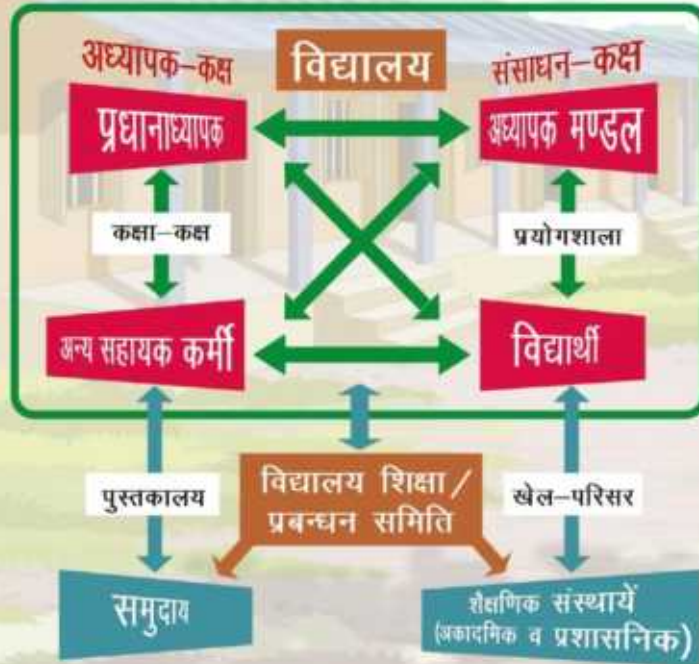 अध्यापक-कक्ष
विद्यालय
संसाधन-कक्ष
प्रधानाध्यापक
अध्यापक मण्डल
कक्षा-कक्ष
प्रयोगशाला
अन्य सहायक कर्मी
विद्यार्थी
पुस्तकालय
विद्यालय शिक्षा/
प्रबन्धन समिति
खेल-परिसर
समुदाय
शैक्षणिक संस्थायें
(अकादमिक व प्रशासनिक)